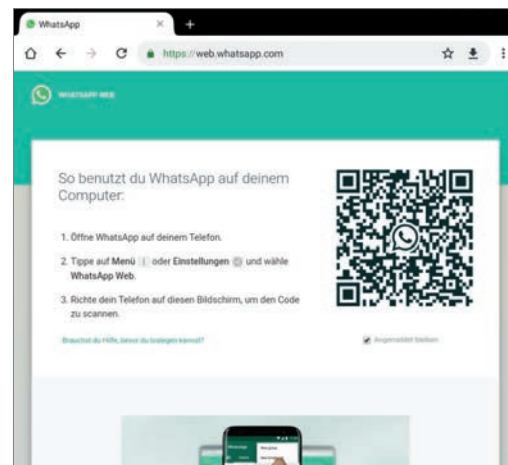 WhatsApp
https://web.whatsapp.com
WHATSAPP WEB
So benutzt du WhatsApp auf deinem
Computer:
1. Öffne WhatsApp auf deinem Telefon.
2. Tippe auf Menü oder Einstellungen und wähle
WhatsApp Web.
3. Richte dein Telefon auf diesen Bildschirm, um den Code
zu scannen.
Brauchst du Hilfe, bevor du loslegen kannst?
Angemeldet bleiben